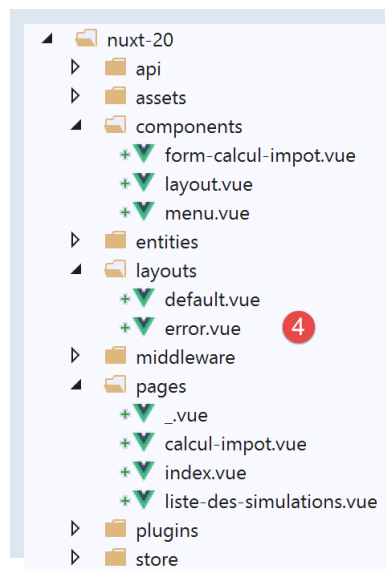 nuxt-20
api
assets
components
form-calcul-impot.vue
layout.vue
menu.vue
entities
layouts
default.vue
error.vue 4
middleware
pages
_.vue
calcul-impot.vue
index.vue
liste-des-simulations.vue
plugins
store